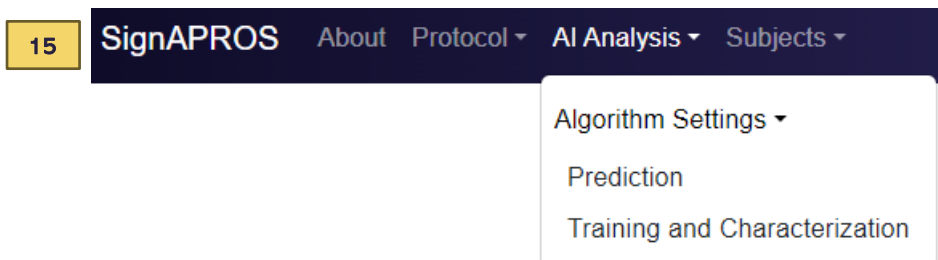 15
SignAPROS About Protocol AI Analysis Subjects
Algorithm Settings
Prediction
Training and Characterization